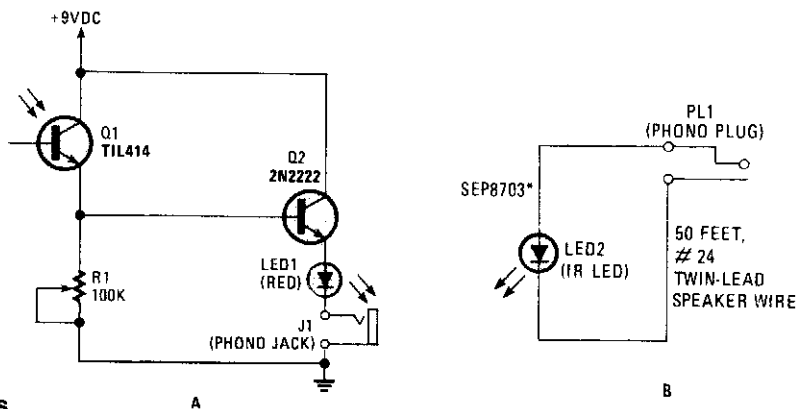 +9VDC
Q1
TIL414
Q2
2N2222
R1
100K
LED1
(RED)
J1
(PHONO JACK)
A
PL1
(PHONO PLUG)
SEP8703*
LED2
(IR LED)
50 FEET,
# 24
TWIN-LEAD
SPEAKER WIRE
B